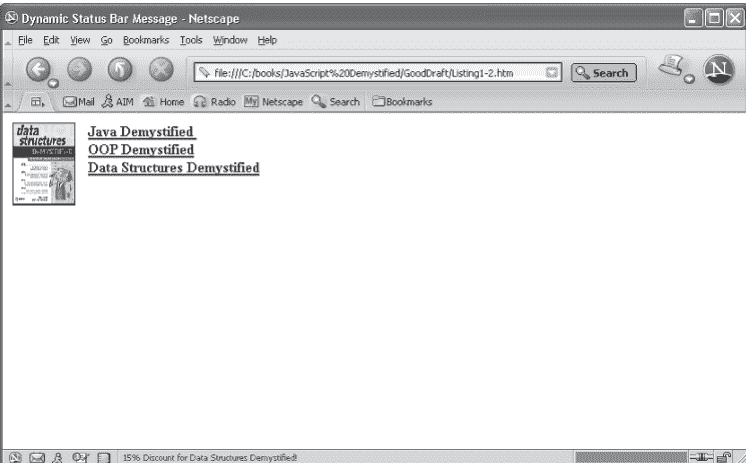 Dynamic Status Bar Message - Netscape
File Edit View Go Bookmarks Tools Window Help
file:///C:/books/JavaScript%20Demystified/GoodDraft/Listing1-2.htm Search N
Mail AIM Home Radio My Netscape Search Bookmarks
data
structures
DeMYSTiFieD
Java Demystified
OOP Demystified
Data Structures Demystified
15% Discount for Data Structures Demystified!